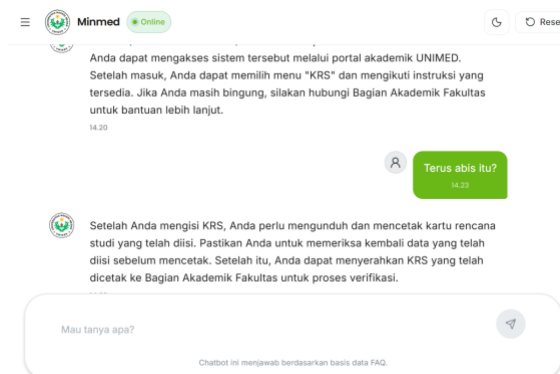 Minmed
Online
Rese
Anda dapat mengakses sistem tersebut melalui portal akademik UNIMED.
Setelah masuk, Anda dapat memilih menu "KRS" dan mengikuti instruksi yang
tersedia. Jika Anda masih bingung, silakan hubungi Bagian Akademik Fakultas
untuk bantuan lebih lanjut.
14.20
Terus abis itu?
14.23
Setelah Anda mengisi KRS, Anda perlu mengunduh dan mencetak kartu rencana
studi yang telah diisi. Pastikan Anda untuk memeriksa kembali data yang telah
diisi sebelum mencetak. Setelah itu, Anda dapat menyerahkan KRS yang telah
dicetak ke Bagian Akademik Fakultas untuk proses verifikasi.
Mau tanya apa?
Chatbot ini menjawab berdasarkan basis data FAQ.